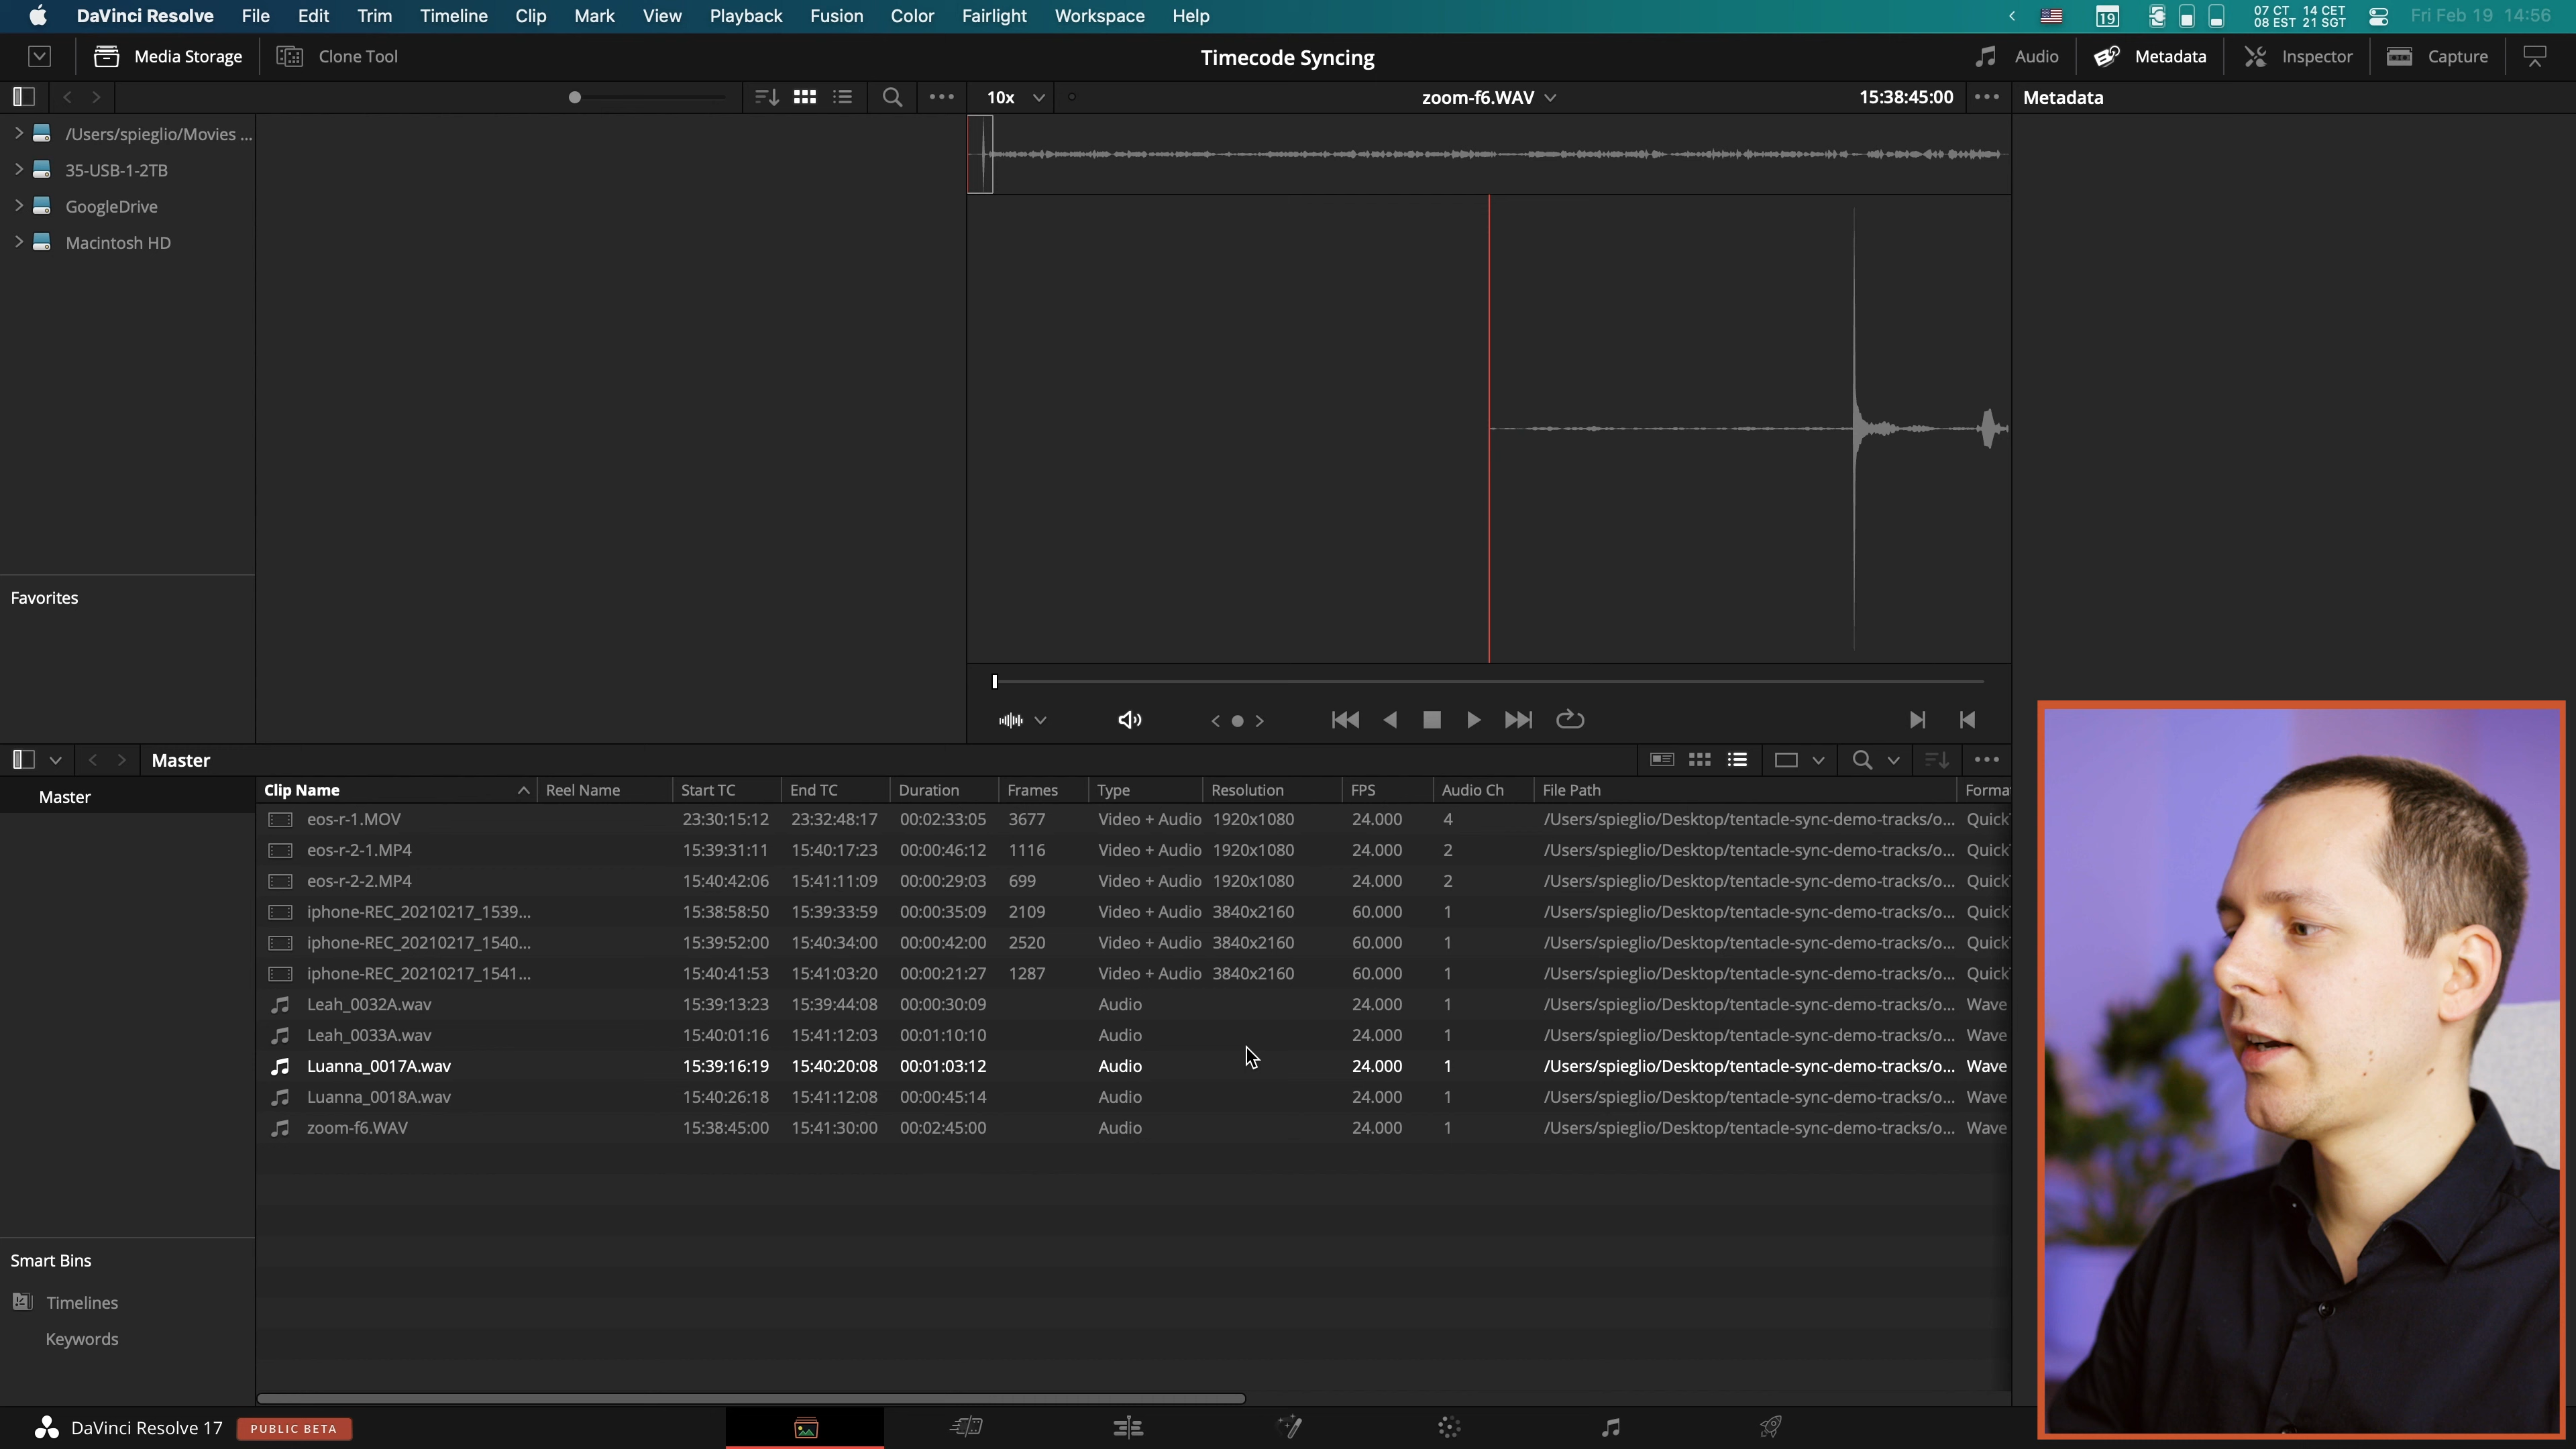 DaVinci Resolve File Edit Trim Timeline Clip Mark View Playback Fusion Color Fairlight Workspace Help 19 07 CT 14 CET Fri Feb 19 14:56
08 EST 21 SGT
Media Storage Clone Tool Timecode Syncing Audio Metadata Inspector Capture
10x zoom-f6.WAV 15:38:45:00 Metadata
/Users/spieglio/Movies ...
35-USB-1-2TB
GoogleDrive
Macintosh HD
Favorites
Master
Master
Clip Name Reel Name Start TC End TC Duration Frames Type Resolution FPS Audio Ch File Path Forma
eos-r-1.MOV 23:30:15:12 23:32:48:17 00:02:33:05 3677 Video + Audio 1920x1080 24.000 4 /Users/spieglio/Desktop/tentacle-sync-demo-tracks/o... Quick
eos-r-2-1.MP4 15:39:31:11 15:40:17:23 00:00:46:12 1116 Video + Audio 1920x1080 24.000 2 /Users/spieglio/Desktop/tentacle-sync-demo-tracks/o... Quick
eos-r-2-2.MP4 15:40:42:06 15:41:11:09 00:00:29:03 699 Video + Audio 1920x1080 24.000 2 /Users/spieglio/Desktop/tentacle-sync-demo-tracks/o... Quick
iphone-REC_20210217_1539... 15:38:58:50 15:39:33:59 00:00:35:09 2109 Video + Audio 3840x2160 60.000 1 /Users/spieglio/Desktop/tentacle-sync-demo-tracks/o... Quick
iphone-REC_20210217_1540... 15:39:52:00 15:40:34:00 00:00:42:00 2520 Video + Audio 3840x2160 60.000 1 /Users/spieglio/Desktop/tentacle-sync-demo-tracks/o... Quick
iphone-REC_20210217_1541... 15:40:41:53 15:41:03:20 00:00:21:27 1287 Video + Audio 3840x2160 60.000 1 /Users/spieglio/Desktop/tentacle-sync-demo-tracks/o... Quick
Leah_0032A.wav 15:39:13:23 15:39:44:08 00:00:30:09 Audio 24.000 1 /Users/spieglio/Desktop/tentacle-sync-demo-tracks/o... Wave
Leah_0033A.wav 15:40:01:16 15:41:12:03 00:01:10:10 Audio 24.000 1 /Users/spieglio/Desktop/tentacle-sync-demo-tracks/o... Wave
Luanna_0017A.wav 15:39:16:19 15:40:20:08 00:01:03:12 Audio 24.000 1 /Users/spieglio/Desktop/tentacle-sync-demo-tracks/o... Wave
Luanna_0018A.wav 15:40:26:18 15:41:12:08 00:00:45:14 Audio 24.000 1 /Users/spieglio/Desktop/tentacle-sync-demo-tracks/o... Wave
zoom-f6.WAV 15:38:45:00 15:41:30:00 00:02:45:00 Audio 24.000 1 /Users/spieglio/Desktop/tentacle-sync-demo-tracks/o... Wave
Smart Bins
Timelines
Keywords
DaVinci Resolve 17 PUBLIC BETA